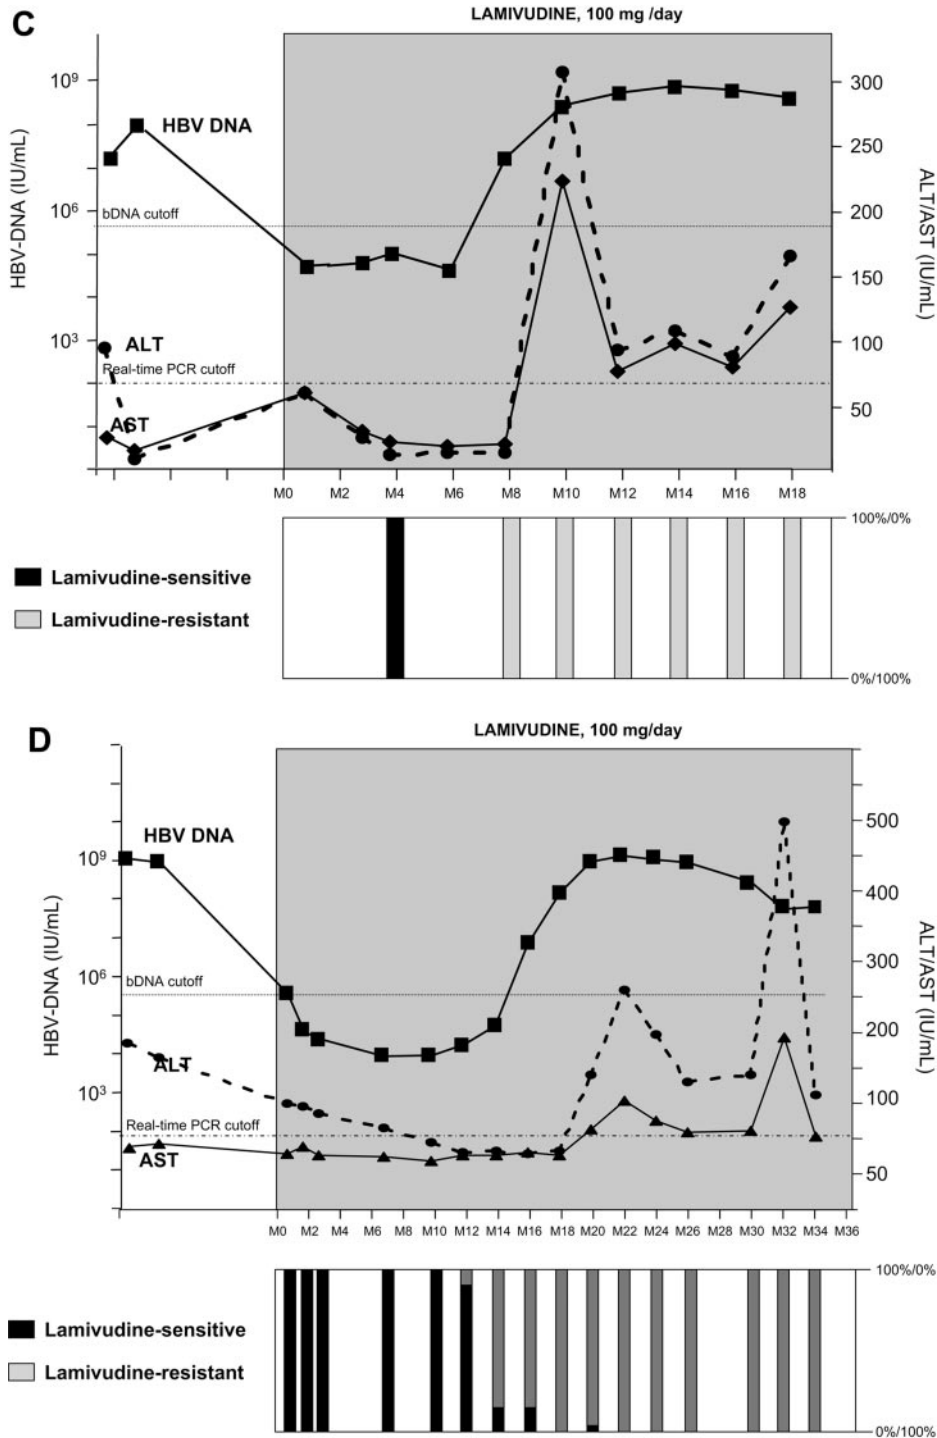 C
LAMIVUDINE, 100 mg /day
10⁹
10⁶
10³
HBV-DNA (IU/mL)
HBV DNA
bDNA cutoff
ALT
Real-time PCR cutoff
AST
300
250
200
150
100
50
ALT/AST (IU/mL)
M0 M2 M4 M6 M8 M10 M12 M14 M16 M18
100%/0%
Lamivudine-sensitive
Lamivudine-resistant
0%/100%
D
LAMIVUDINE, 100 mg/day
HBV DNA
10⁹
10⁶
10³
HBV-DNA (IU/mL)
bDNA cutoff
ALT
Real-time PCR cutoff
AST
500
400
300
200
100
50
ALT/AST (IU/mL)
M0 M2 M4 M6 M8 M10 M12 M14 M16 M18 M20 M22 M24 M26 M28 M30 M32 M34 M36
100%/0%
Lamivudine-sensitive
Lamivudine-resistant
0%/100%